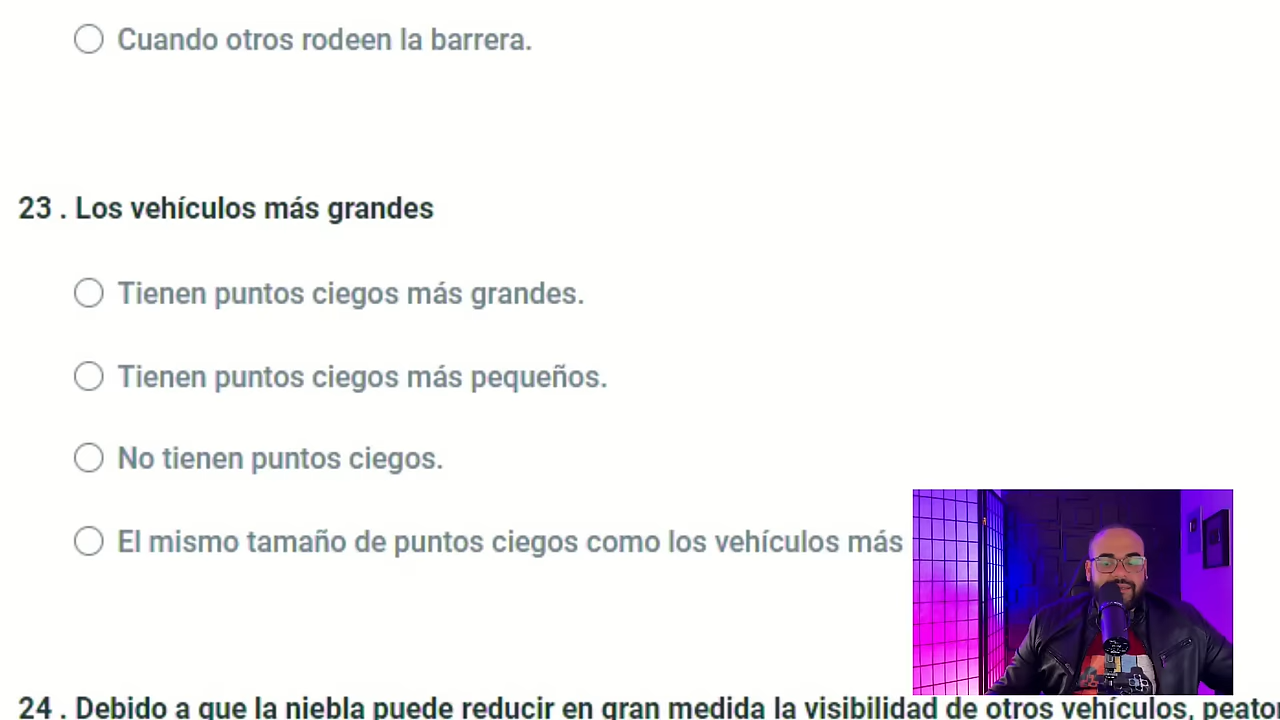 Cuando otros rodeen la barrera.
23 . Los vehículos más grandes
Tienen puntos ciegos más grandes.
Tienen puntos ciegos más pequeños.
No tienen puntos ciegos.
El mismo tamaño de puntos ciegos como los vehículos más
24 . Debido a que la niebla puede reducir en gran medida la visibilidad de otros vehículos,